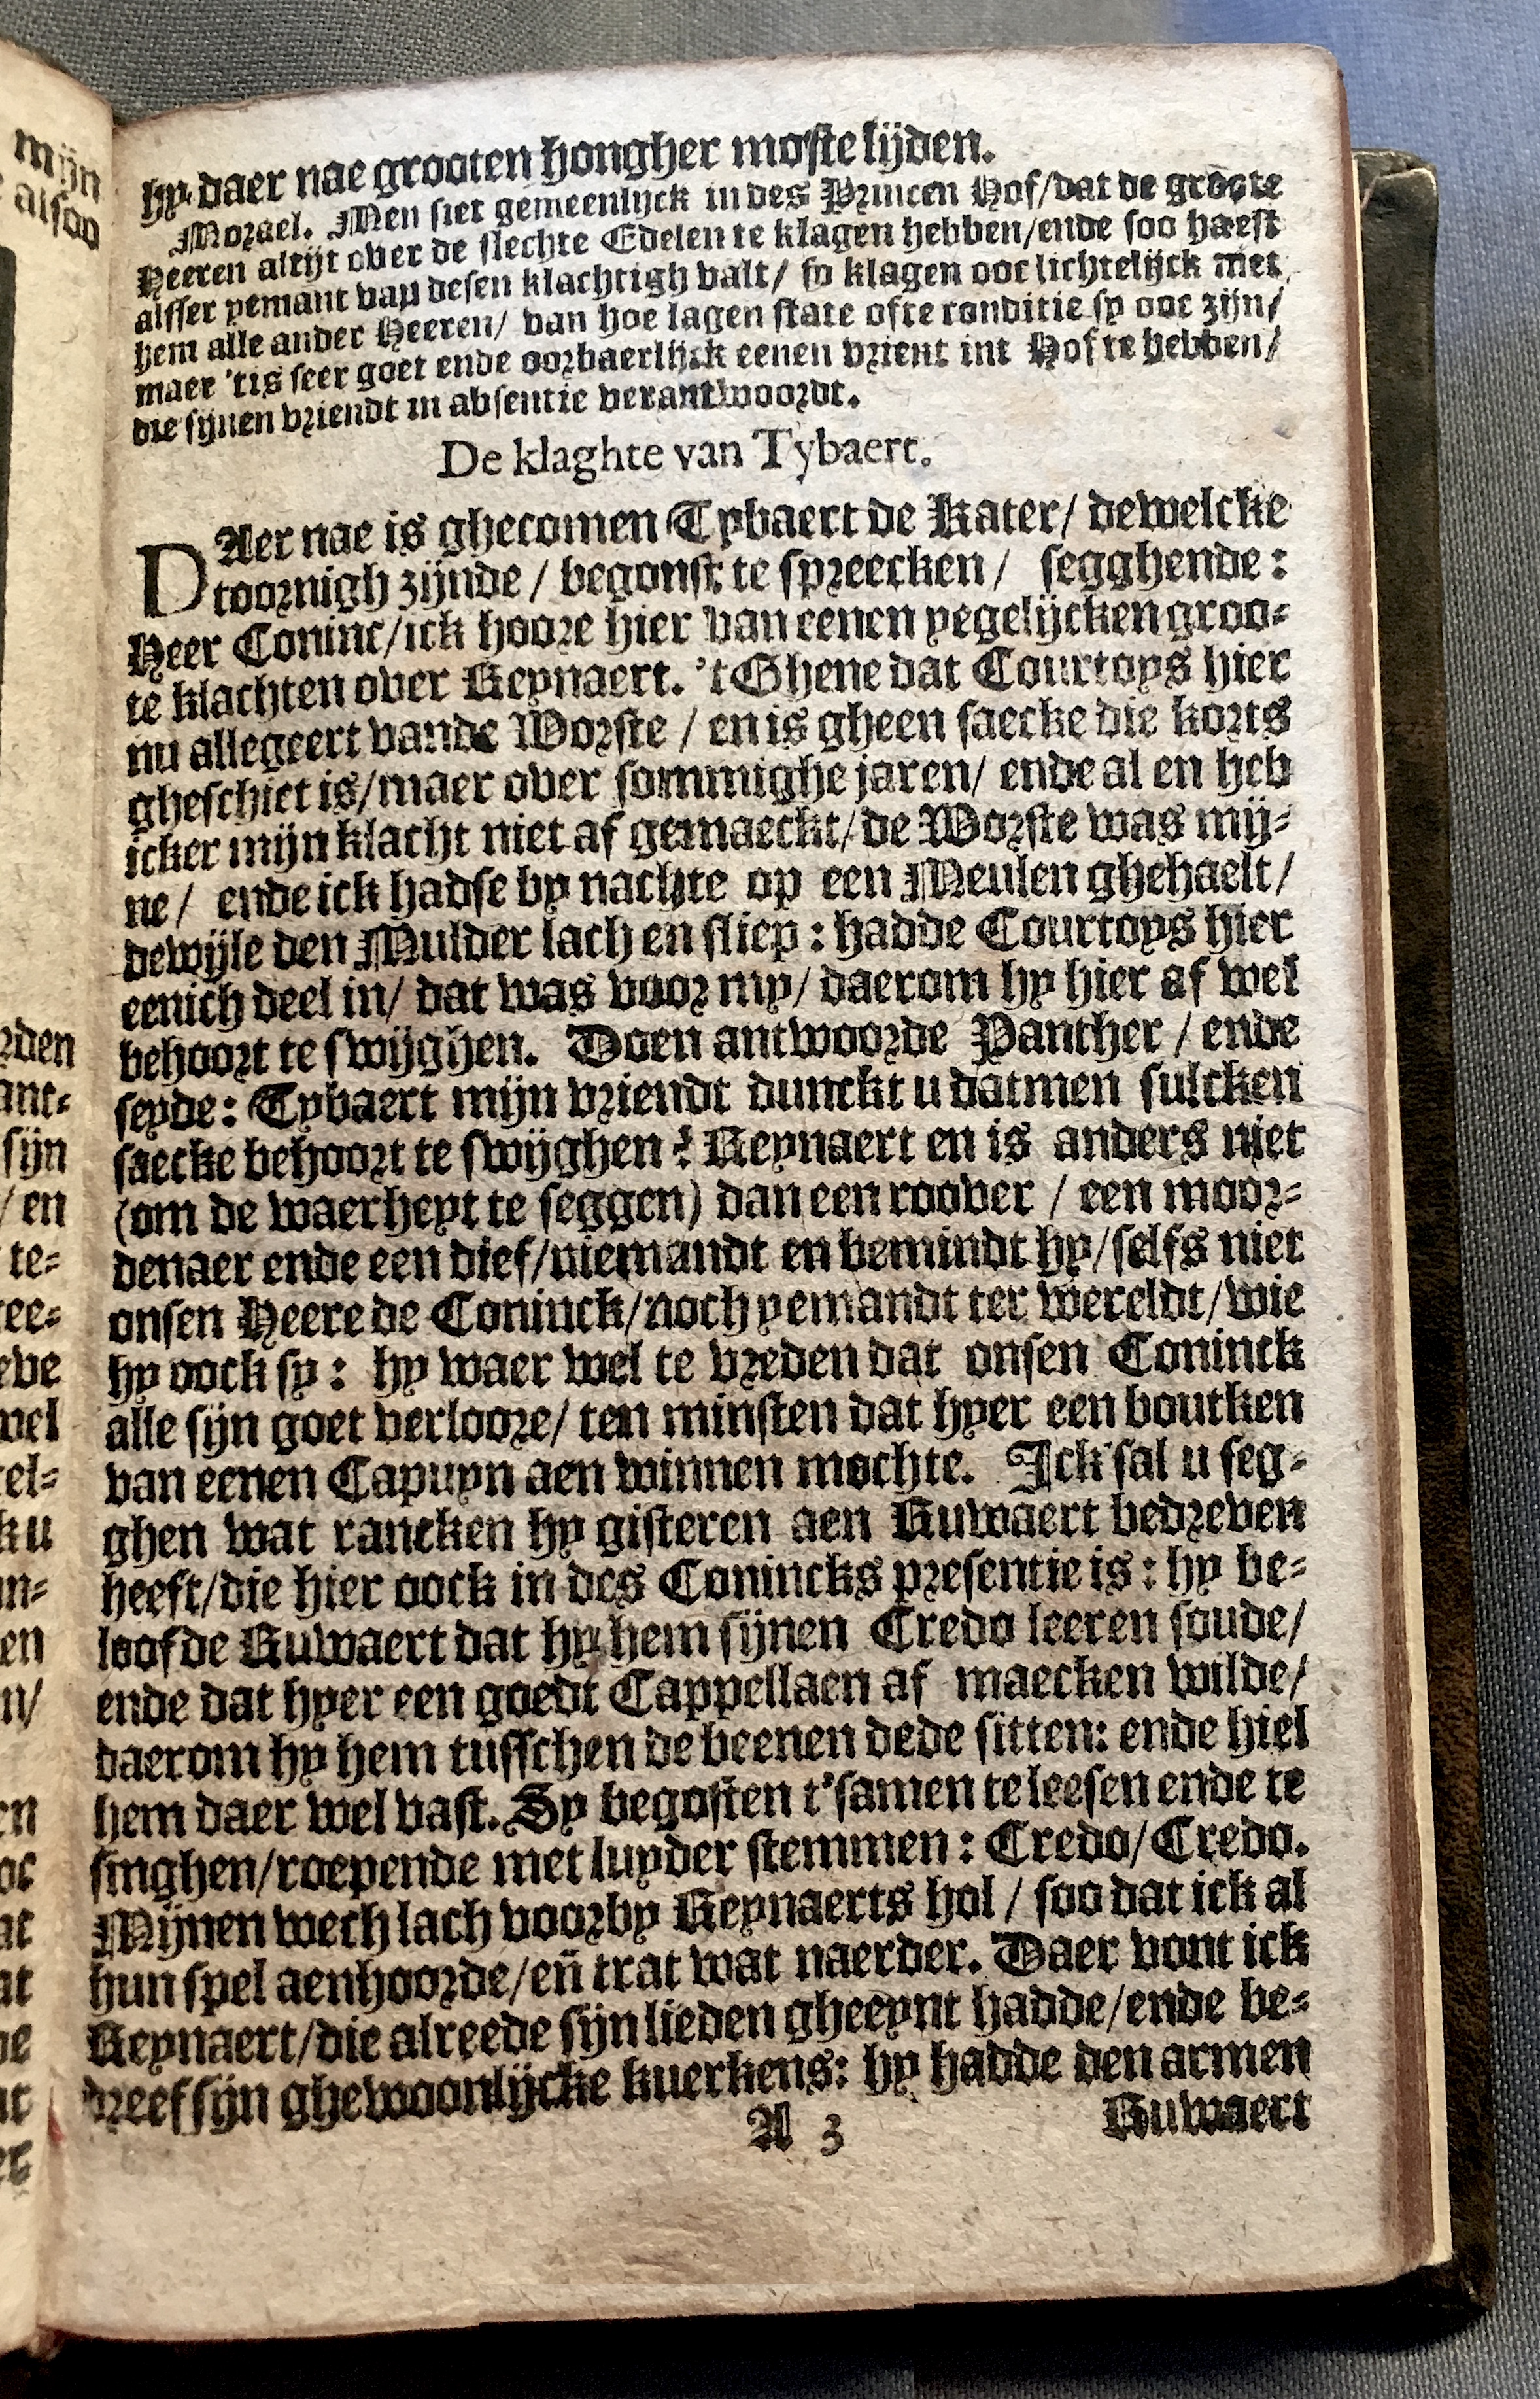 mijn
alsoo
hy daer nae grooten hongher moste lijden.
Morael. Men siet gemeenlijck in des Princen Hof/dat de groote
Heeren altijt over de slechte Edelen te klagen hebben/ende soo haest
alsser yemant van desen klachtigh valt/ so klagen ooc lichtelijck met
hem alle ander Heeren/ van hoe lagen state ofte conditie sy ooc zijn/
maer 'tis seer goet ende oorbaerlijck eenen vrient int Hof te hebben/
die sijnen vriendt in absentie verantwoordt.
De klaghte van Tybaert.
DAer nae is ghecomen Tybaert de Kater/ dewelcke
toornigh zijnde / begonst te spreecken / segghende:
Heer Coninc/ick hoore hier van eenen yegelijcken groo-
te klachten over Reynaert. 't Ghene dat Courtoys hier
nu allegeert vande Worste / en is gheen saecke die korts
gheschiet is/maer over sommighe jaren/ ende al en heb
icker mijn klacht niet af gemaeckt/ de Worste was mij-
ne/ ende ick hadse by nachte op een Meulen ghehaelt/
dewijle den Mulder lach en sliep: hadde Courtoys hier
eenich deel in/ dat was voor my/ daerom hy hier af wel
behoort te swijghen. Doen antwoorde Panther / ende
seyde: Tybaert mijn vriendt dunckt u datmen sulcken
saecke behoort te swijghen? Reynaert en is anders niet
(om de waerheyt te seggen) dan een roover / een moor-
denaer ende een dief/niemandt en bemindt hy/selfs niet
onsen Heere de Coninck/noch yemandt ter wereldt/wie
hy oock sy: hy waer wel te vreden dat onsen Coninck
alle sijn goet verloore/ ten minsten dat hyer een boutken
van eenen Capuyn aen winnen mochte. Ick sal u seg-
ghen wat rancken hy gisteren aen Kuwaert bedreven
heeft/die hier oock in des Conincks presentie is: hy be-
loofde Kuwaert dat hy hem sijnen Credo leeren soude/
ende dat hyer een goedt Cappellaen af maecken wilde/
daerom hy hem tusschen de beenen dede sitten: ende hiel
hem daer wel vast. Sy begosten t'samen te leesen ende te
singhen/roepende met luyder stemmen: Credo/Credo.
Mijnen wech lach voorby Reynaerts hol / soo dat ick al
hun spel aenhoorde/eñ trat wat naerder. Daer vont ick
Reynaert/die alreede sijn lieden gheeynt hadde/ende be-
dreef sijn ghewoonlijcke kuerkens: hy hadde den armen
A 3 Kuwaert